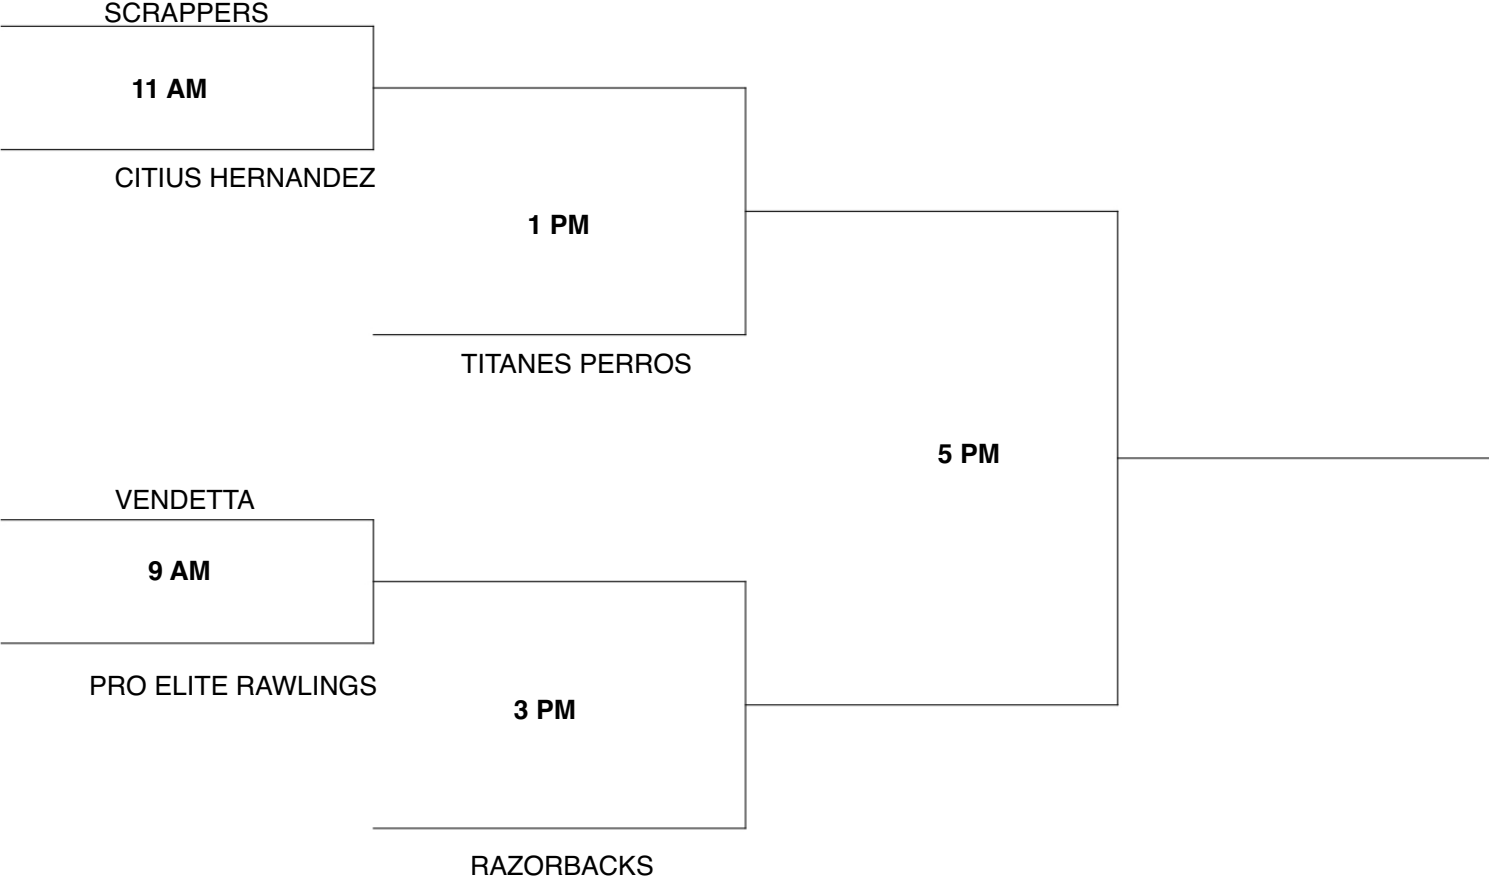 SCRAPPERS
11 AM
CITIUS HERNANDEZ
1 PM
TITANES PERROS
5 PM
VENDETTA
9 AM
PRO ELITE RAWLINGS
3 PM
RAZORBACKS